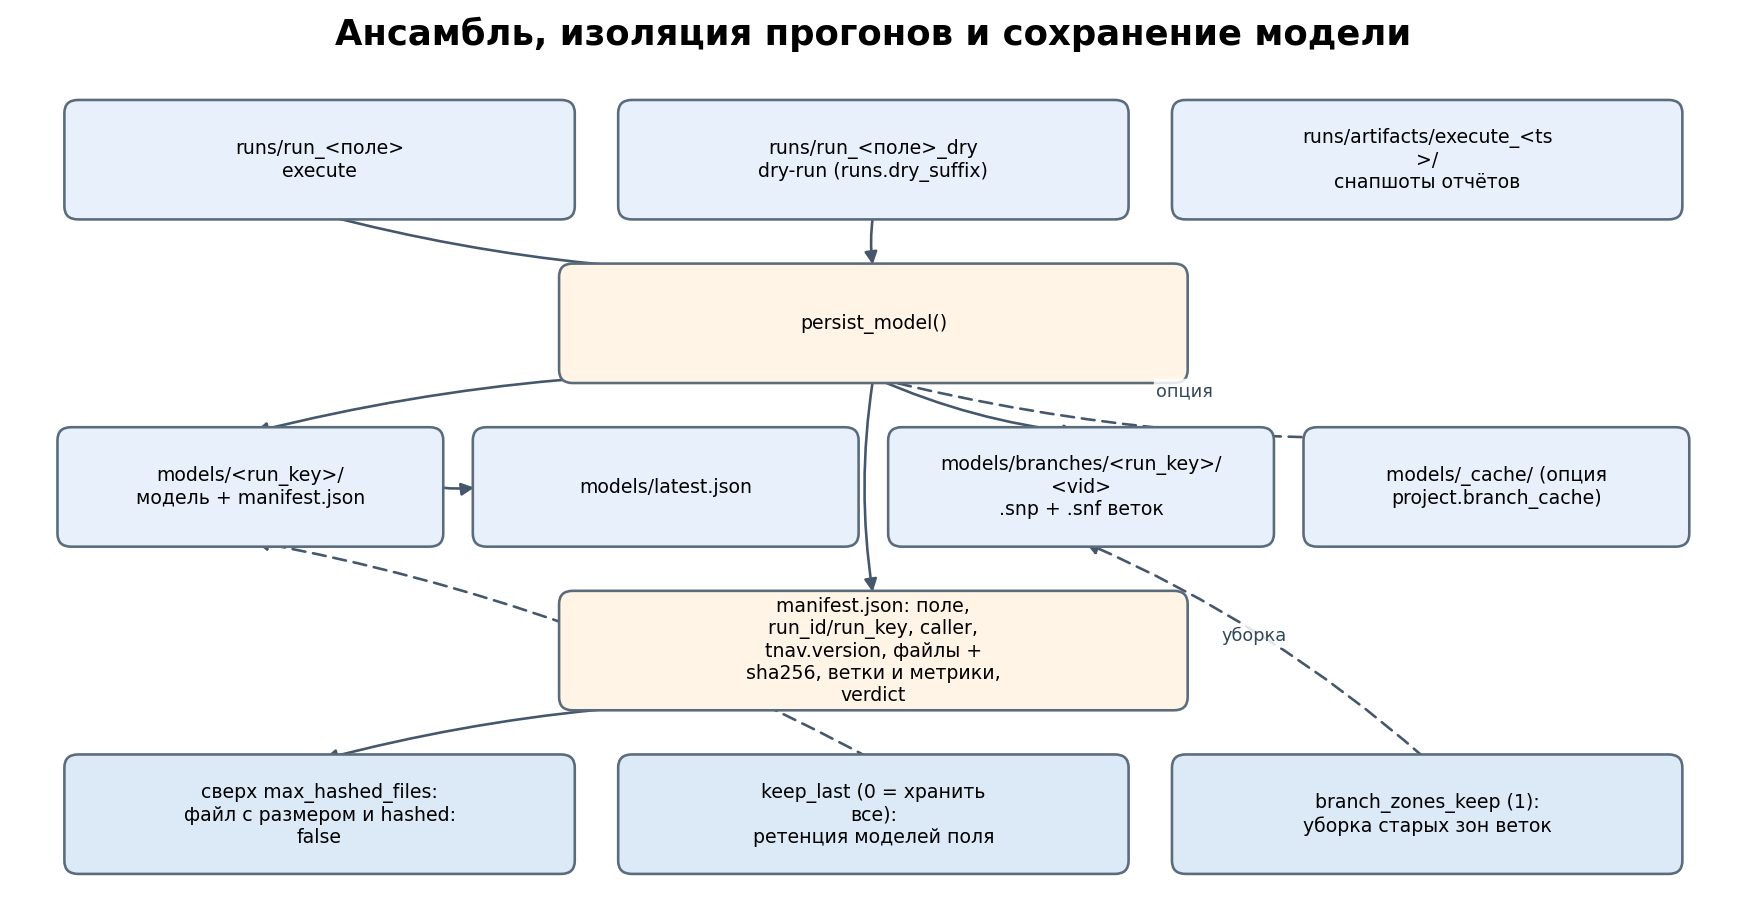 Ансамбль, изоляция прогонов и сохранение модели
runs/run_<поле>
execute
runs/run_<поле>_dry
dry-run (runs.dry_suffix)
runs/artifacts/execute_<ts
>/
снапшоты отчётов
persist_model()
опция
models/<run_key>/
модель + manifest.json
models/latest.json
models/branches/<run_key>/
<vid>
.snp + .snf веток
models/_cache/ (опция
project.branch_cache)
manifest.json: поле,
run_id/run_key, caller,
tnav.version, файлы +
sha256, ветки и метрики,
verdict
уборка
сверх max_hashed_files:
файл с размером и hashed:
false
keep_last (0 = хранить
все):
ретенция моделей поля
branch_zones_keep (1):
уборка старых зон веток